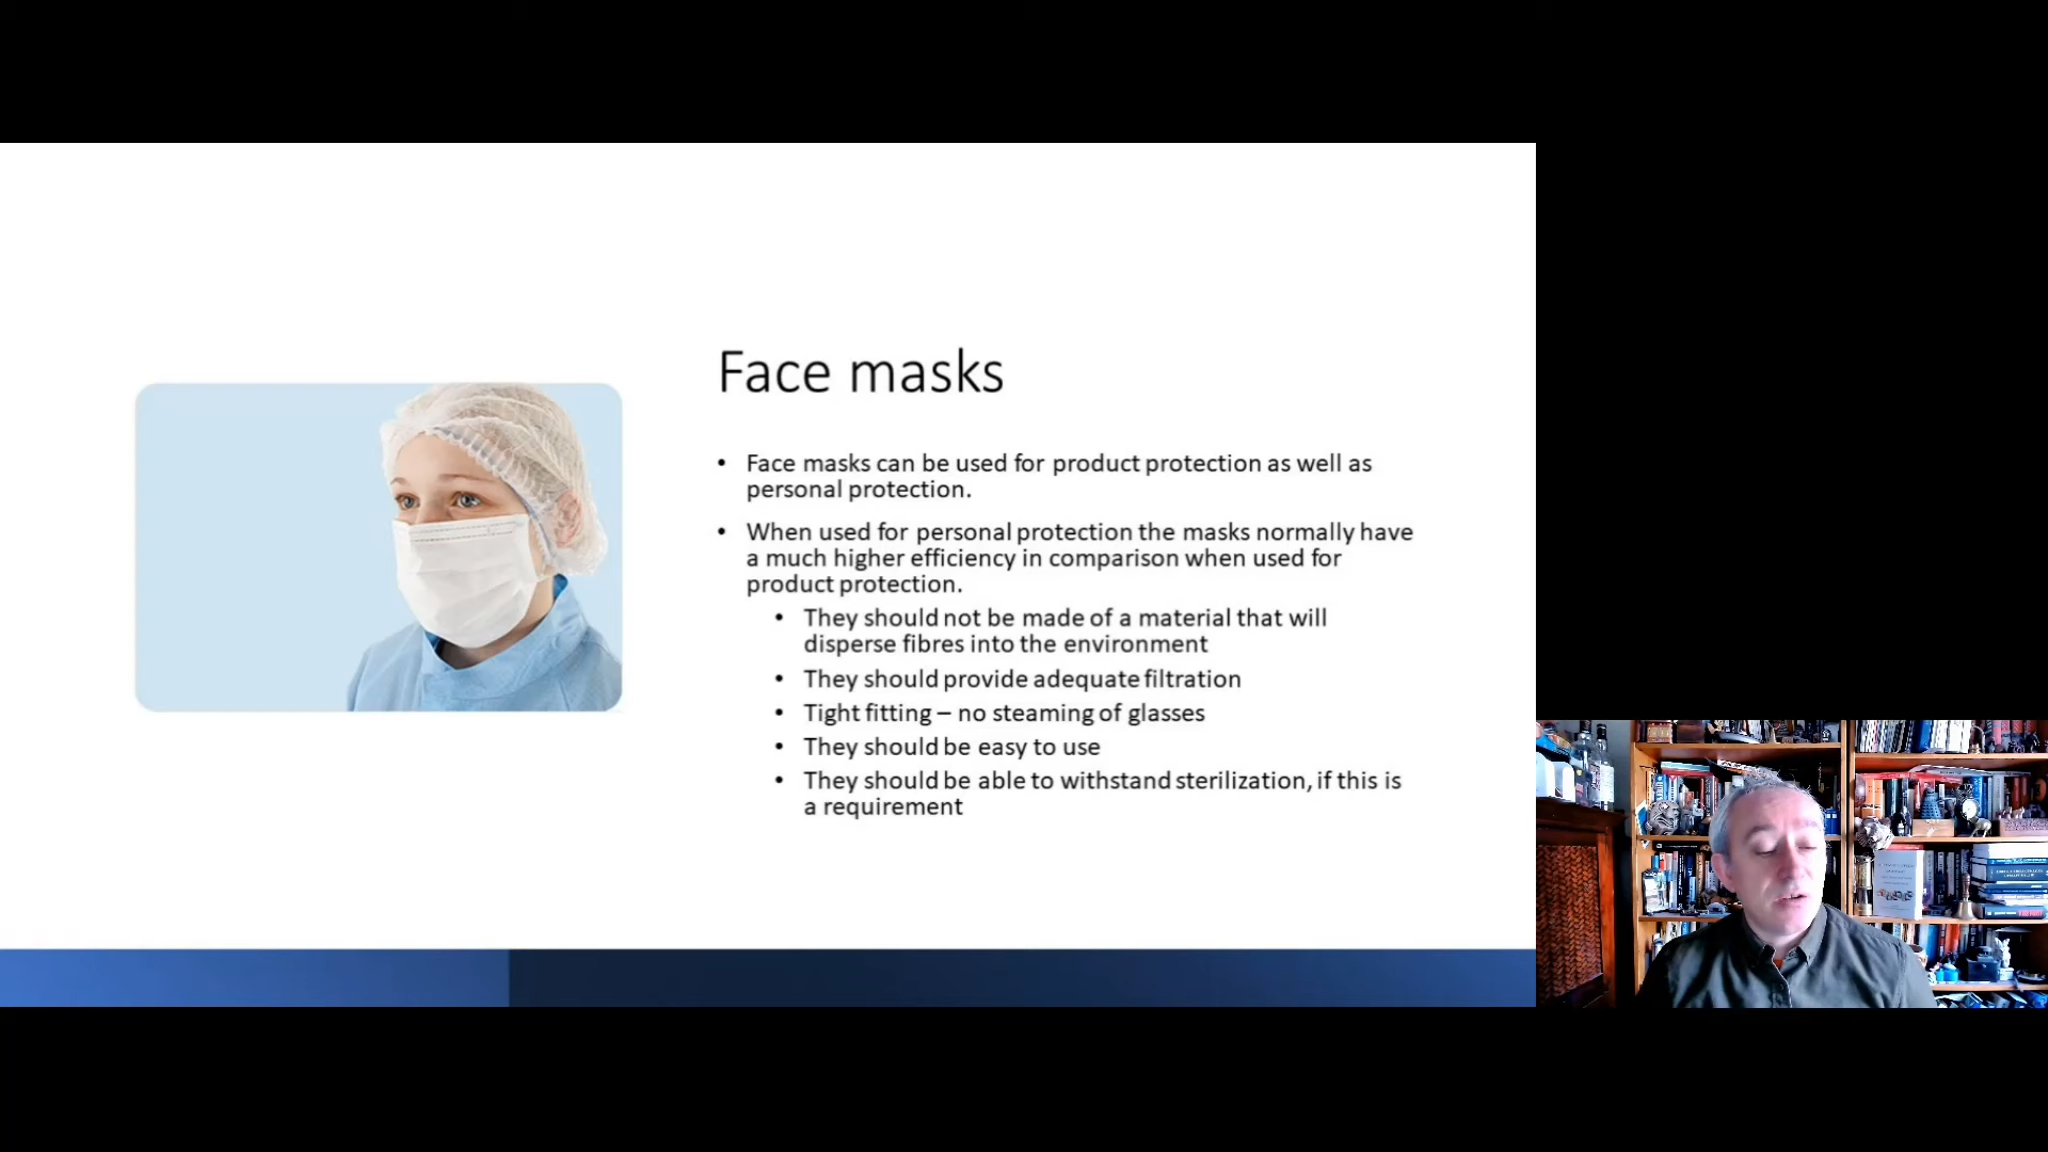 Face masks
• Face masks can be used for product protection as well as
personal protection.
• When used for personal protection the masks normally have
a much higher efficiency in comparison when used for
product protection.
• They should not be made of a material that will
disperse fibres into the environment
• They should provide adequate filtration
• Tight fitting – no steaming of glasses
• They should be easy to use
• They should be able to withstand sterilization, if this is
a requirement